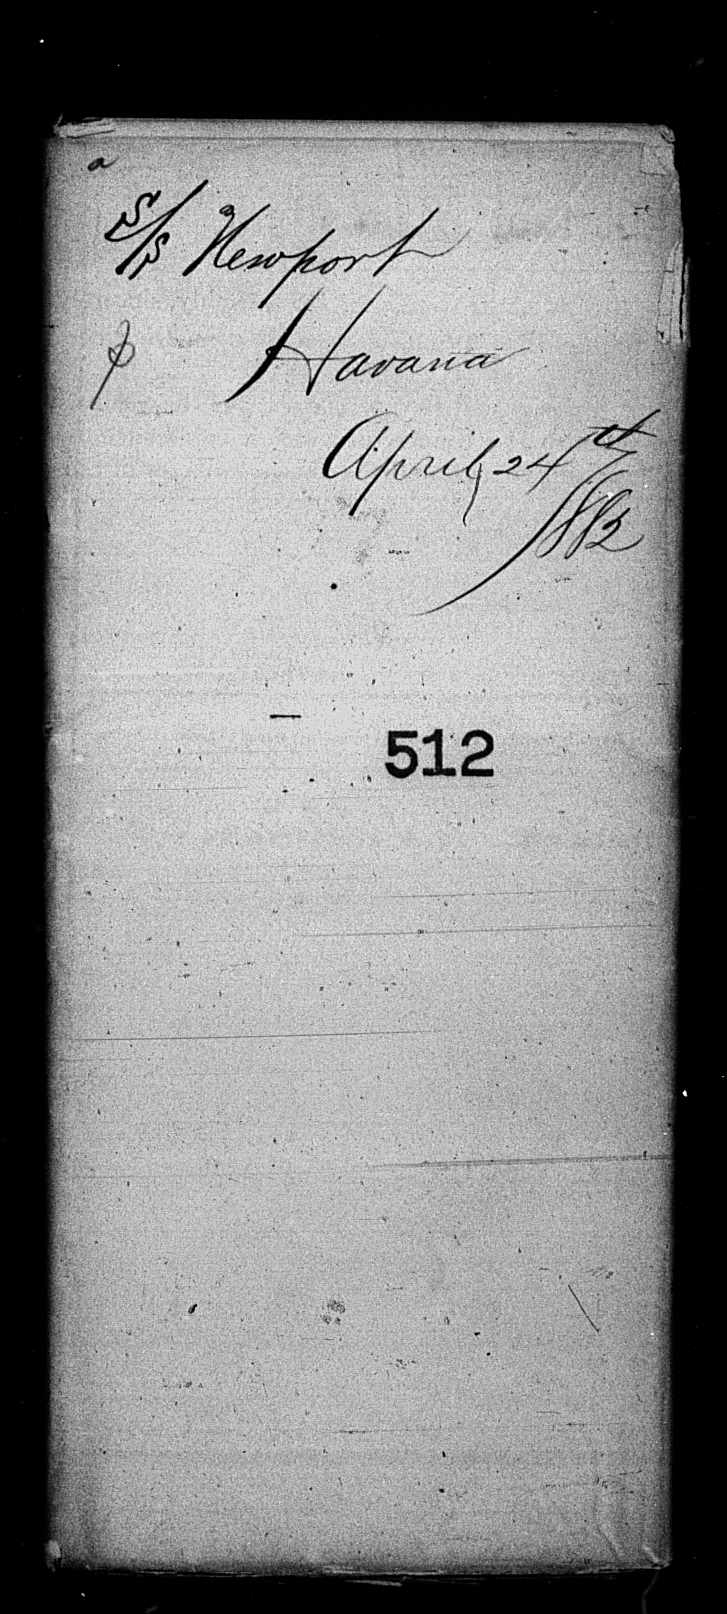 a
S/S Newport
Havana
April 24th
1882
512